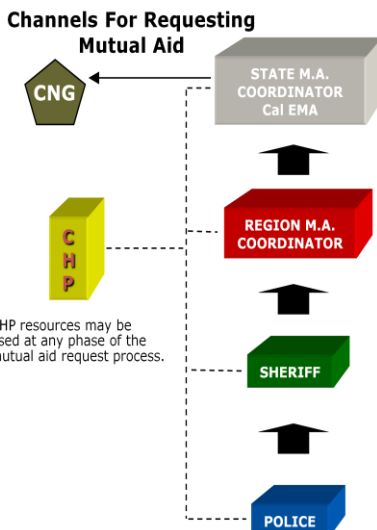 Channels For Requesting
Mutual Aid
CNG
STATE M.A.
COORDINATOR
Cal EMA
REGION M.A.
COORDINATOR
C
H
P
HP resources may be
sed at any phase of the
mutual aid request process.
SHERIFF
POLICE